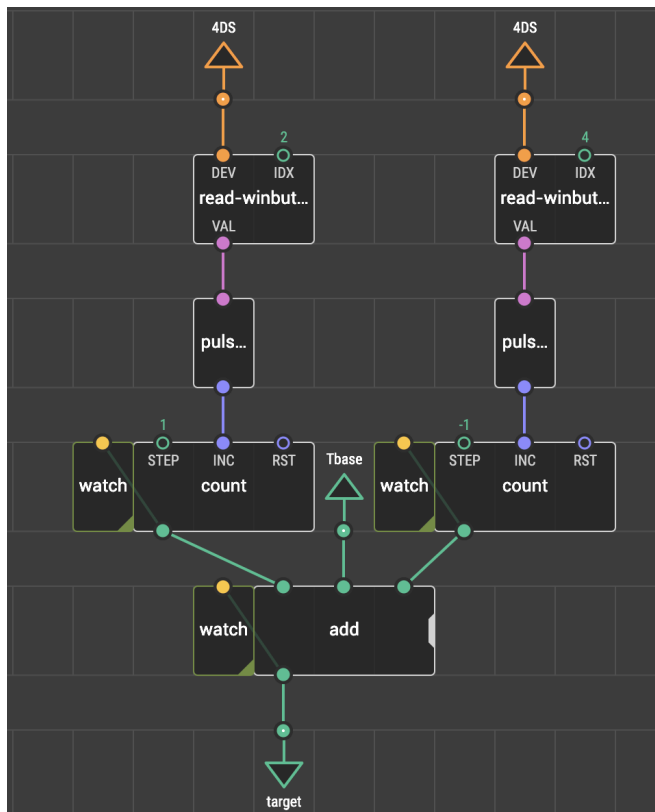 4DS
4DS
2
4
DEV
IDX
DEV
IDX
read-winbut...
read-winbut...
VAL
VAL
puls...
puls...
1
-1
STEP
INC
RST
Tbase
STEP
INC
RST
watch
count
watch
count
watch
add
target